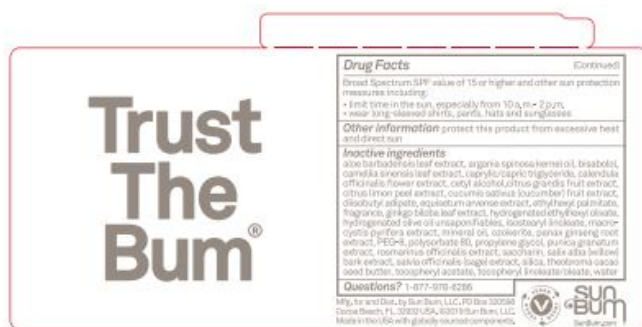 Trust
The
Bum®
Drug Facts (Continued)
Broad Spectrum SPF value of 15 or higher and other sun protection
measures including:
• limit time in the sun, especially from 10 a.m.- 2 p.m.
• wear long-sleeved shirts, pants, hats and sunglasses
Other information protect this product from excessive heat
and direct sun
Inactive ingredients
aloe barbadensis leaf extract, argania spinosa kernel oil, bisabolol,
camellia sinensis leaf extract, caprylic/capric triglyceride, calendula
officinalis flower extract, cetyl alcohol, citrus grandis fruit extract,
citrus limon peel extract, cucumis sativus (cucumber) fruit extract,
diisobutyl adipate, equisetum arvense extract, ethylhexyl palmitate,
fragrance, ginkgo biloba leaf extract, hydrogenated ethylhexyl olivate,
hydrogenated olive oil unsaponifiables, isostearyl linoleate, macro-
cystis pyrifera extract, mineral oil, ozokerite, panax ginseng root
extract, PEG-8, polysorbate 80, propylene glycol, punica granatum
extract, rosmarinus officinalis extract, saccharin, salix alba (willow)
bark extract, salvia officinalis (sage) extract, silica, theobroma cacao
seed butter, tocopheryl acetate, tocopheryl linoleate/oleate, water
Questions? 1-877-978-6286
Mfg. for and Dist. by Sun Bum, LLC. PO Box
Cocoa Beach, FL, 32932 USA. ©2019 Sun Bum, LLC.
Made in the USA with globally sourced components.
SUN
BUM
SunBum.com